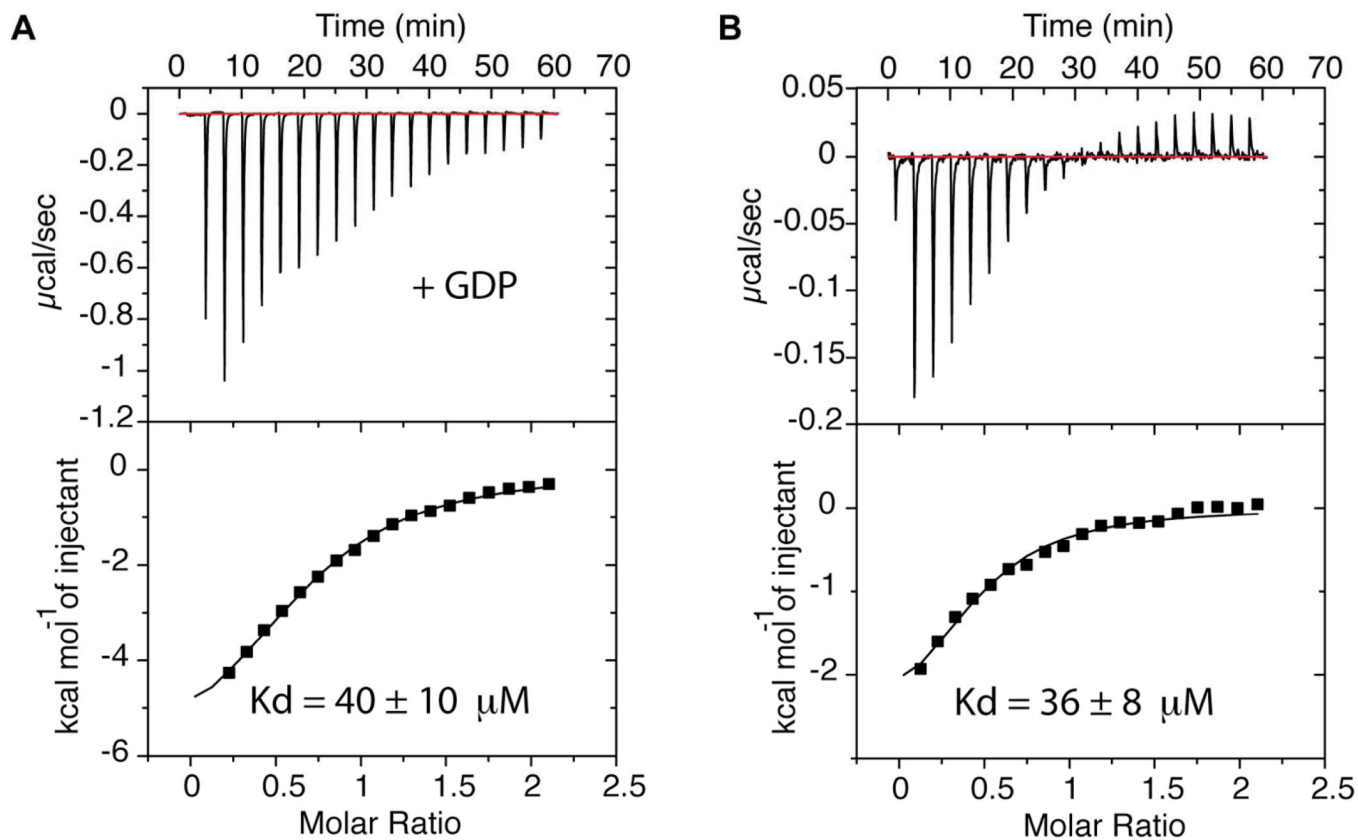 A
Time (min)
0 10 20 30 40 50 60 70
0
-0.2
-0.4
-0.6
-0.8
-1
-1.2
µcal/sec
+ GDP
0
-2
-4
-6
kcal mol-1 of injectant
Kd = 40 ± 10 µM
0 0.5 1 1.5 2 2.5
Molar Ratio
B
Time (min)
0 10 20 30 40 50 60 70
0.05
0
-0.05
-0.1
-0.15
-0.2
µcal/sec
0
-1
-2
kcal mol-1 of injectant
Kd = 36 ± 8 µM
0 0.5 1 1.5 2 2.5
Molar Ratio